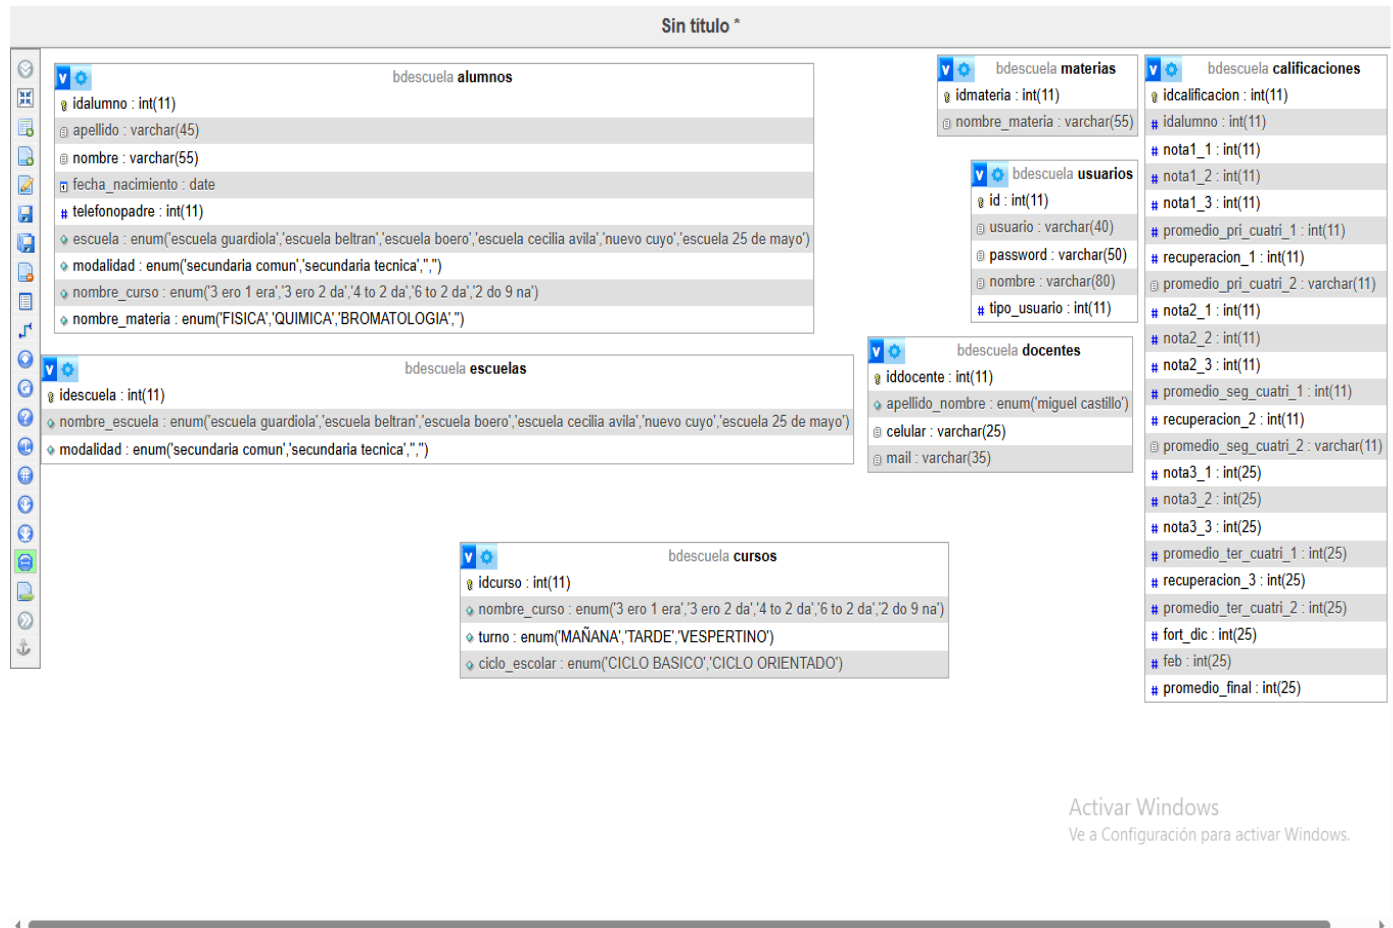 Sin título *
bdescuela alumnos
idalumno : int(11)
apellido : varchar(45)
nombre : varchar(55)
fecha_nacimiento : date
telefonopadre : int(11)
escuela : enum('escuela guardiola','escuela beltran','escuela boero','escuela cecilia avila','nuevo cuyo','escuela 25 de mayo')
modalidad : enum('secundaria comun','secundaria tecnica','','')
nombre_curso : enum('3 ero 1 era','3 ero 2 da','4 to 2 da','6 to 2 da','2 do 9 na')
nombre_materia : enum('FISICA','QUIMICA','BROMATOLOGIA','')
bdescuela escuelas
idescuela : int(11)
nombre_escuela : enum('escuela guardiola','escuela beltran','escuela boero','escuela cecilia avila','nuevo cuyo','escuela 25 de mayo')
modalidad : enum('secundaria comun','secundaria tecnica','','')
bdescuela cursos
idcurso : int(11)
nombre_curso : enum('3 ero 1 era','3 ero 2 da','4 to 2 da','6 to 2 da','2 do 9 na')
turno : enum('MAÑANA','TARDE','VESPERTINO')
ciclo_escolar : enum('CICLO BASICO','CICLO ORIENTADO')
bdescuela materias
idmateria : int(11)
nombre_materia : varchar(55)
bdescuela usuarios
id : int(11)
usuario : varchar(40)
password : varchar(50)
nombre : varchar(80)
tipo_usuario : int(11)
bdescuela docentes
iddocente : int(11)
apellido_nombre : enum('miguel castillo')
celular : varchar(25)
mail : varchar(35)
bdescuela calificaciones
idcalificacion : int(11)
idalumno : int(11)
nota1_1 : int(11)
nota1_2 : int(11)
nota1_3 : int(11)
promedio_pri_cuatri_1 : int(11)
recuperacion_1 : int(11)
promedio_pri_cuatri_2 : varchar(11)
nota2_1 : int(11)
nota2_2 : int(11)
nota2_3 : int(11)
promedio_seg_cuatri_1 : int(11)
recuperacion_2 : int(11)
promedio_seg_cuatri_2 : varchar(11)
nota3_1 : int(25)
nota3_2 : int(25)
nota3_3 : int(25)
promedio_ter_cuatri_1 : int(25)
recuperacion_3 : int(25)
promedio_ter_cuatri_2 : int(25)
fort_dic : int(25)
feb : int(25)
promedio_final : int(25)
Activar Windows
Ve a Configuración para activar Windows.